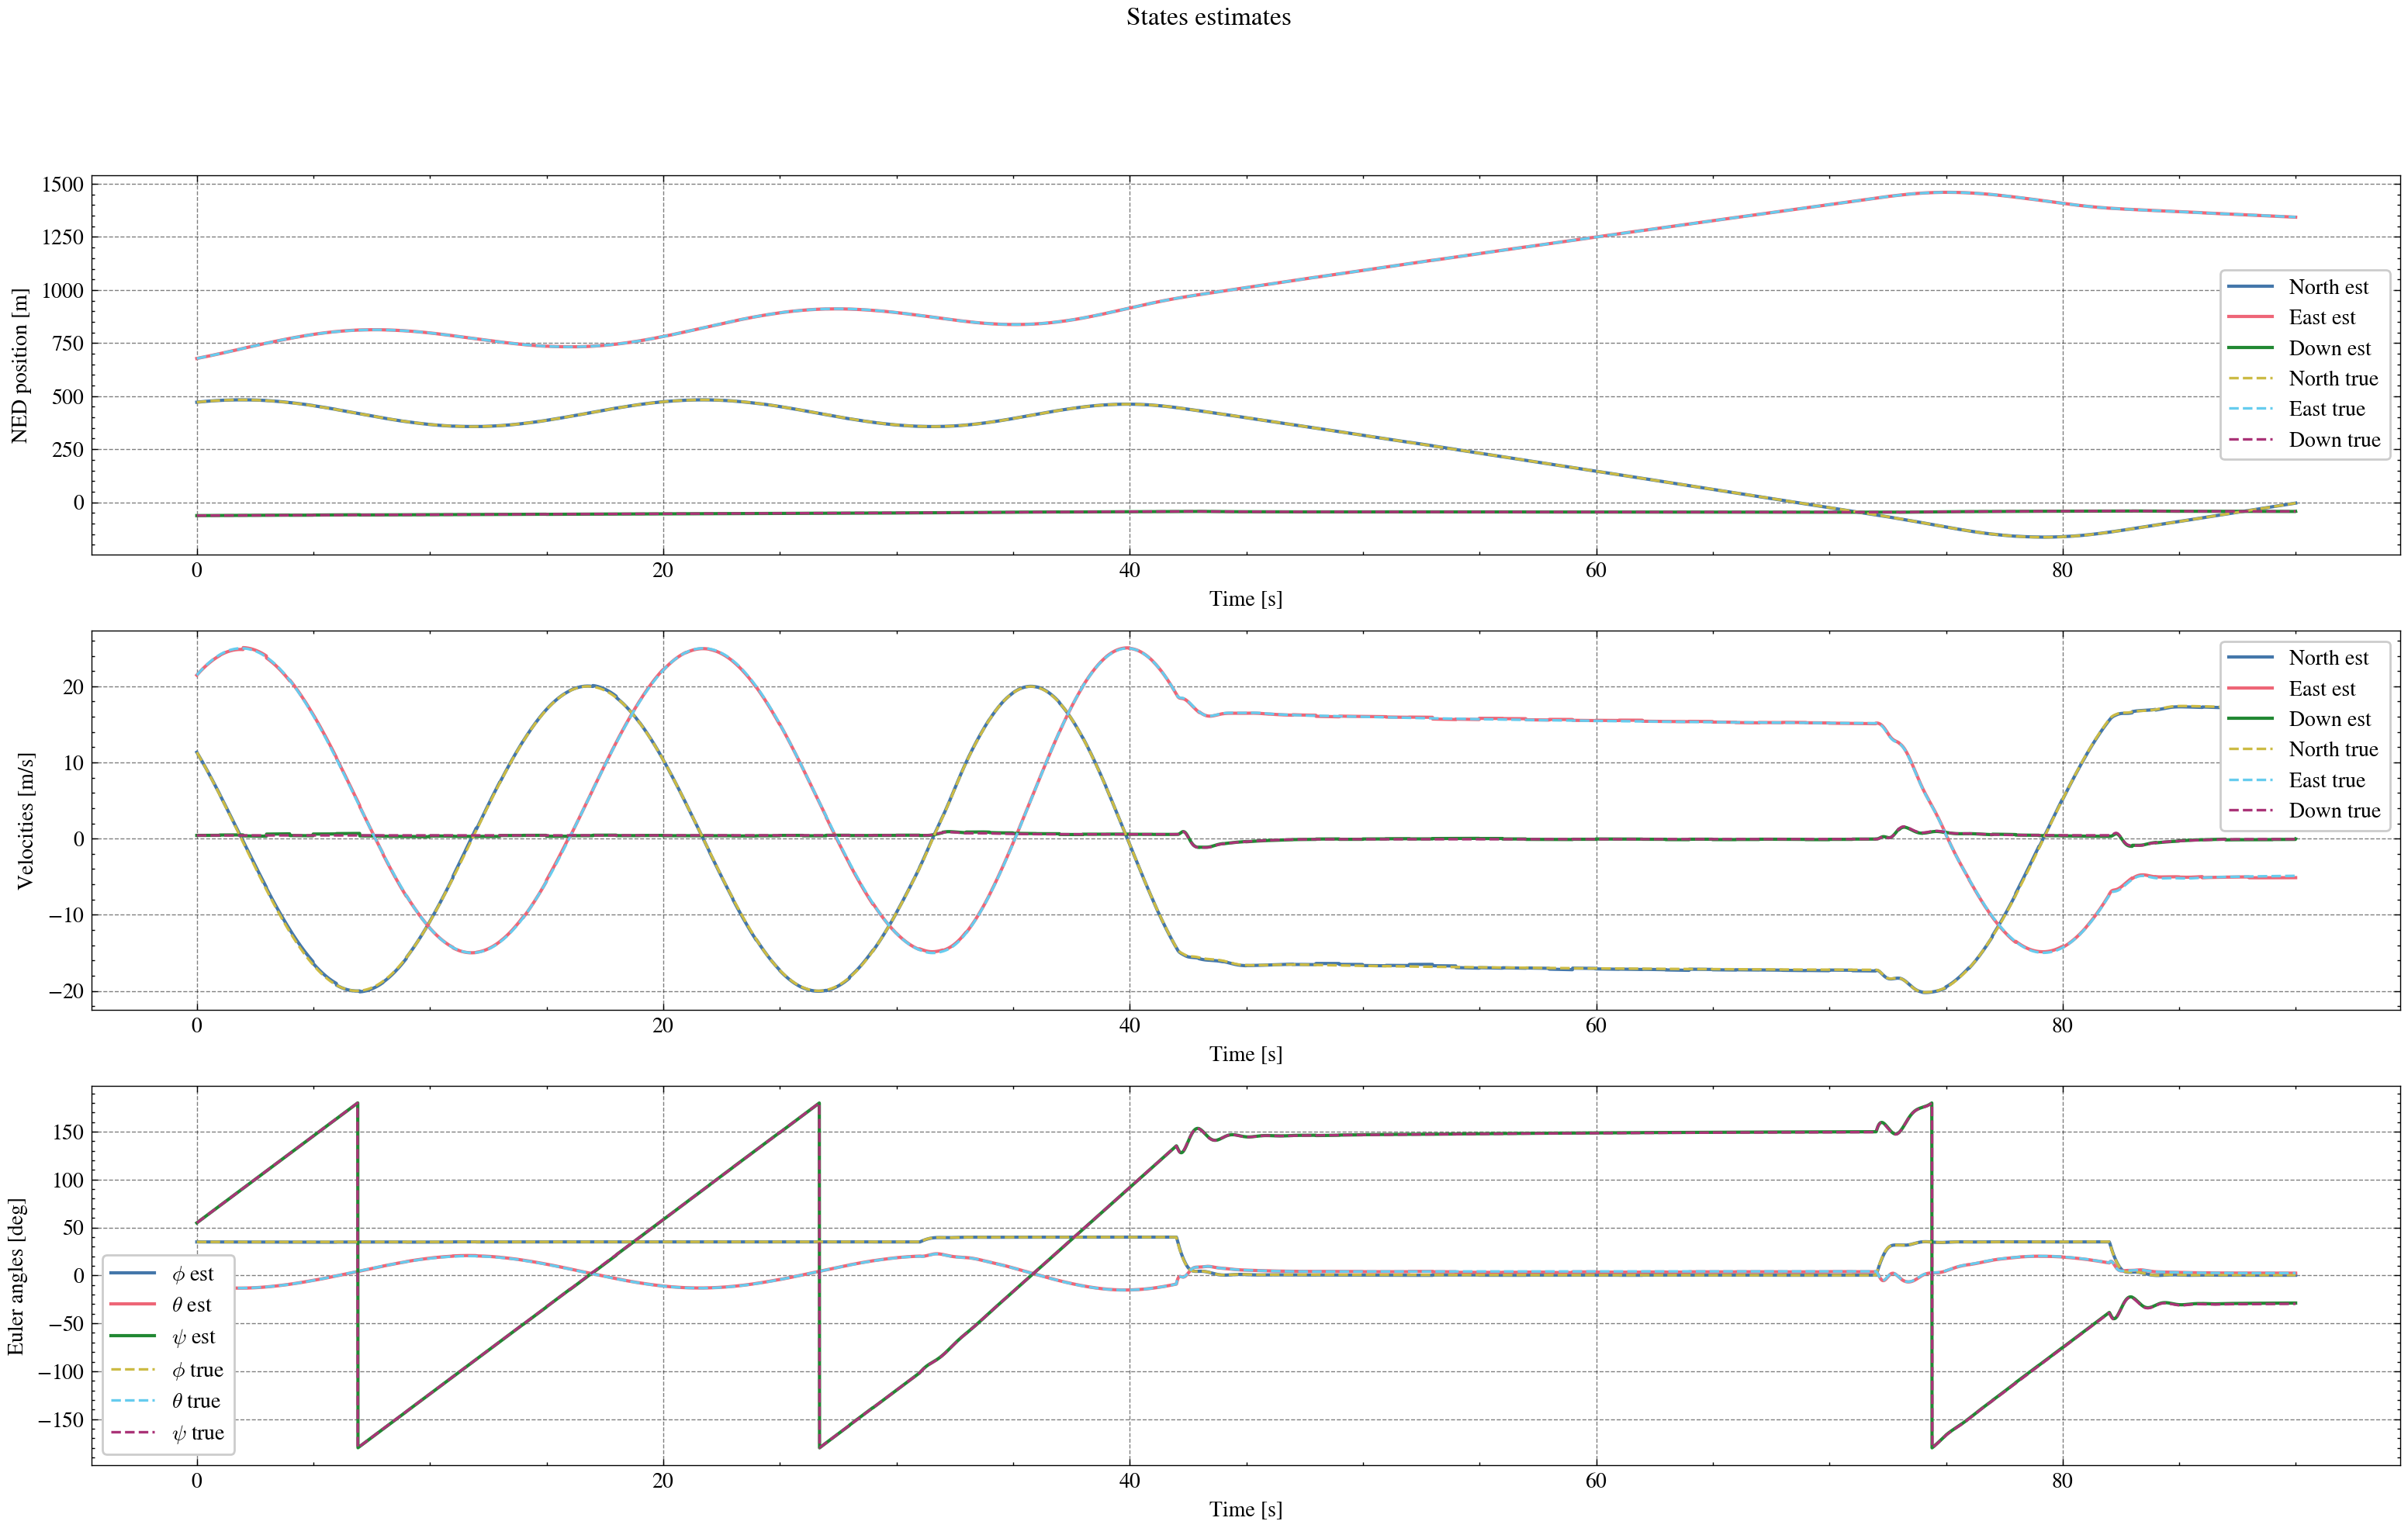 States estimates
1500
1250
1000
750
500
250
0
NED position [m]
North est
East est
Down est
North true
East true
Down true
0 20 40 60 80
Time [s]
20
10
0
−10
−20
Velocities [m/s]
North est
East est
Down est
North true
East true
Down true
0 20 40 60 80
Time [s]
150
100
50
0
−50
−100
−150
Euler angles [deg]
ϕ est
θ est
ψ est
ϕ true
θ true
ψ true
0 20 40 60 80
Time [s]